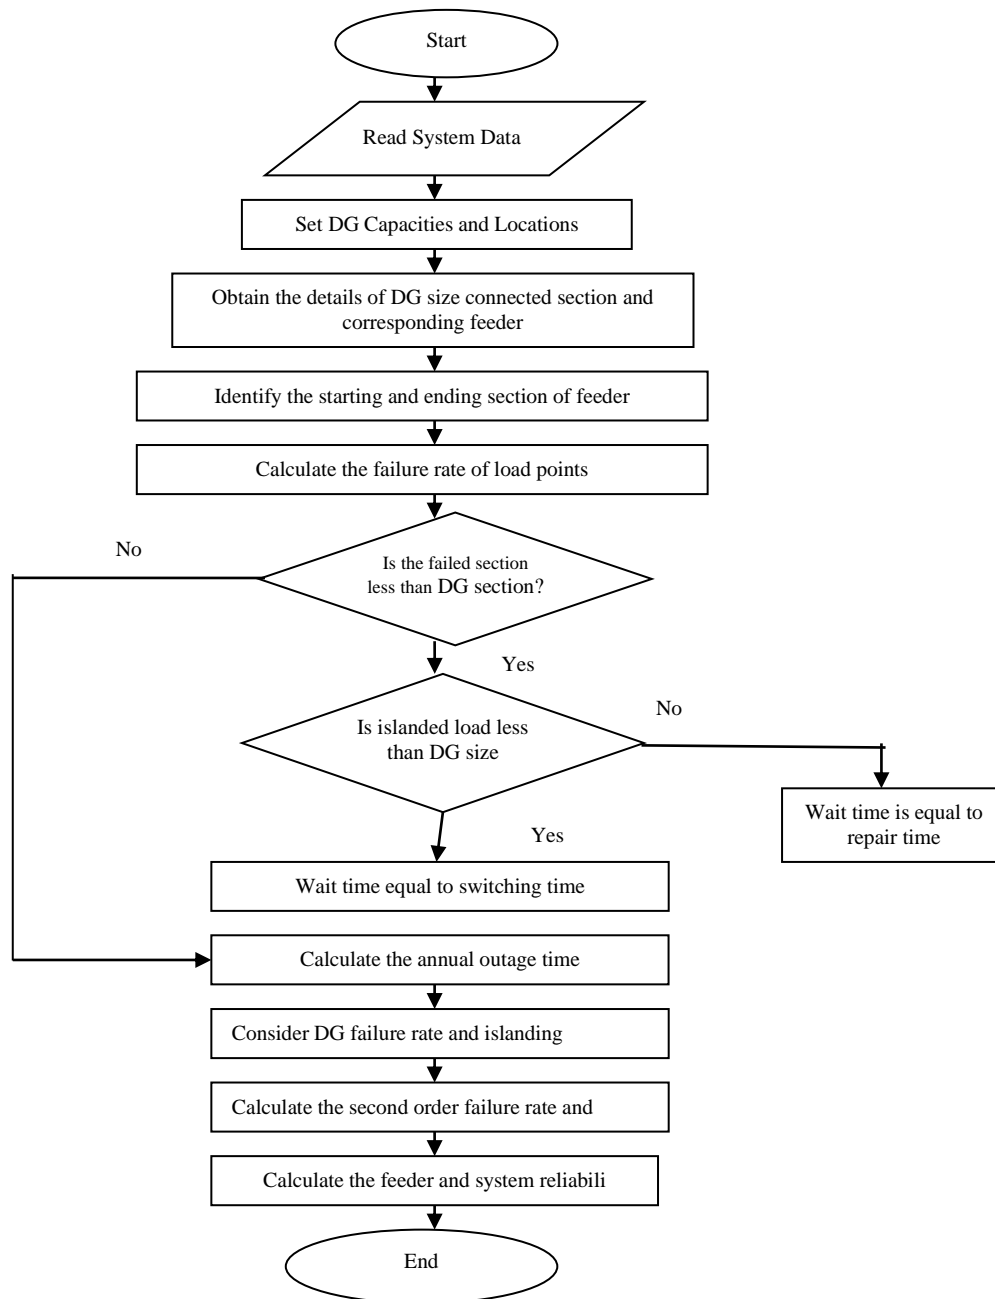 Start
Read System Data
Set DG Capacities and Locations
Obtain the details of DG size connected section and
corresponding feeder
Identify the starting and ending section of feeder
Calculate the failure rate of load points
No
Is the failed section
less than DG section?
Yes
Is islanded load less
than DG size
No
Wait time is equal to
repair time
Yes
Wait time equal to switching time
Calculate the annual outage time
Consider DG failure rate and islanding
Calculate the second order failure rate and
Calculate the feeder and system reliabili
End